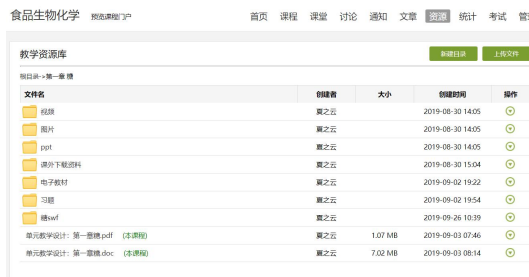 食品生物化学 预览课程门户 首页 课程 课堂 讨论 通知 文章 资源 统计 考试 管
教学资源库 新建目录 上传文件
根目录->第一章 糖
文件名 创建者 大小 创建时间 操作
视频 夏之云 2019-08-30 14:05
图片 夏之云 2019-08-30 14:05
ppt 夏之云 2019-08-30 14:05
课外下载资料 夏之云 2019-08-30 15:04
电子教材 夏之云 2019-09-02 19:22
习题 夏之云 2019-09-02 19:54
糖swf 夏之云 2019-09-26 10:39
单元教学设计：第一章糖.pdf (本课程) 夏之云 1.07 MB 2019-09-03 07:46
单元教学设计：第一章糖.doc (本课程) 夏之云 7.02 MB 2019-09-03 08:14